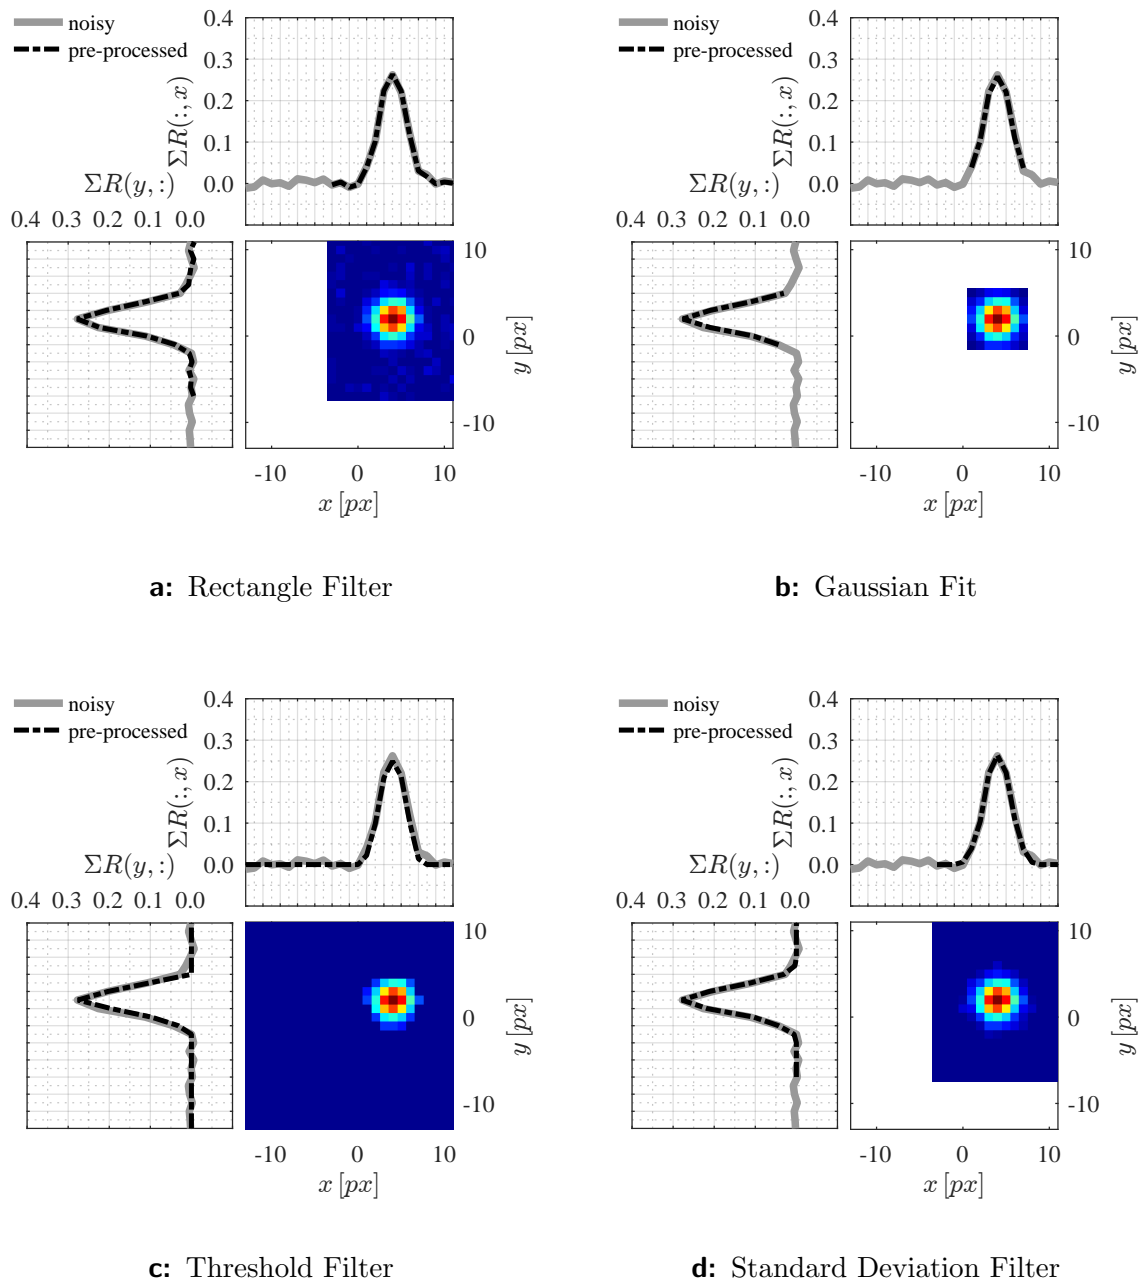 noisy
pre-processed
0.4
0.3
0.2
0.1
0.0
ΣR(:, x)
ΣR(y, :)
0.4 0.3 0.2 0.1 0.0
10
0
-10
y [px]
-10 0 10
x [px]
a: Rectangle Filter
noisy
pre-processed
0.4
0.3
0.2
0.1
0.0
ΣR(:, x)
ΣR(y, :)
0.4 0.3 0.2 0.1 0.0
10
0
-10
y [px]
-10 0 10
x [px]
b: Gaussian Fit
noisy
pre-processed
0.4
0.3
0.2
0.1
0.0
ΣR(:, x)
ΣR(y, :)
0.4 0.3 0.2 0.1 0.0
10
0
-10
y [px]
-10 0 10
x [px]
c: Threshold Filter
noisy
pre-processed
0.4
0.3
0.2
0.1
0.0
ΣR(:, x)
ΣR(y, :)
0.4 0.3 0.2 0.1 0.0
10
0
-10
y [px]
-10 0 10
x [px]
d: Standard Deviation Filter